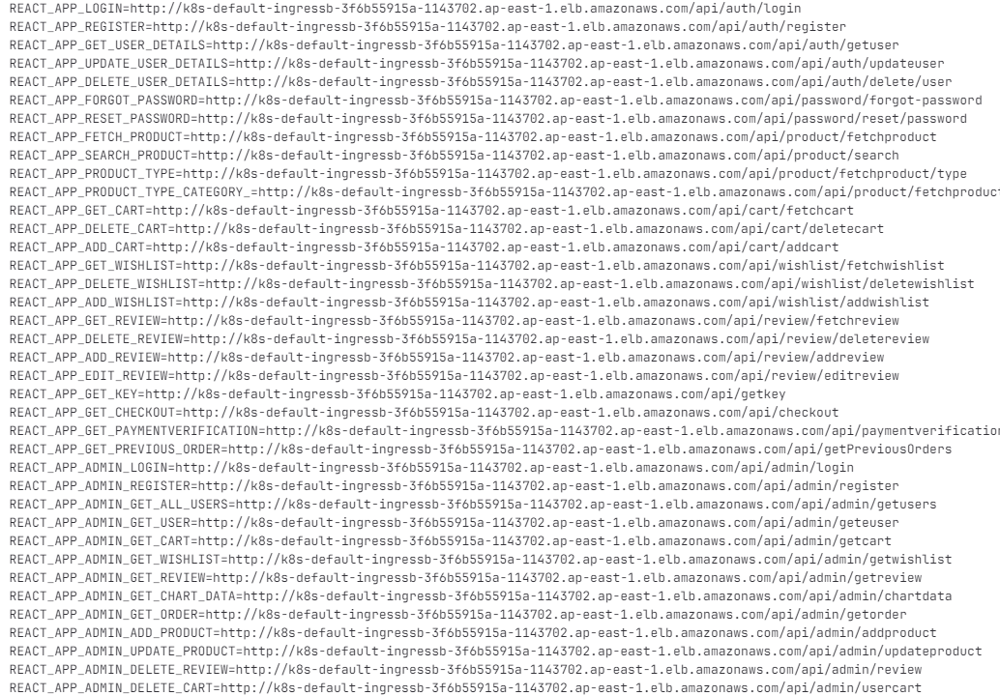 REACT_APP_LOGIN=http://k8s-default-ingressb-3f6b55915a-1143702.ap-east-1.elb.amazonaws.com/api/auth/login
REACT_APP_REGISTER=http://k8s-default-ingressb-3f6b55915a-1143702.ap-east-1.elb.amazonaws.com/api/auth/register
REACT_APP_GET_USER_DETAILS=http://k8s-default-ingressb-3f6b55915a-1143702.ap-east-1.elb.amazonaws.com/api/auth/getuser
REACT_APP_UPDATE_USER_DETAILS=http://k8s-default-ingressb-3f6b55915a-1143702.ap-east-1.elb.amazonaws.com/api/auth/updateuser
REACT_APP_DELETE_USER_DETAILS=http://k8s-default-ingressb-3f6b55915a-1143702.ap-east-1.elb.amazonaws.com/api/auth/delete/user
REACT_APP_FORGOT_PASSWORD=http://k8s-default-ingressb-3f6b55915a-1143702.ap-east-1.elb.amazonaws.com/api/password/forgot-password
REACT_APP_RESET_PASSWORD=http://k8s-default-ingressb-3f6b55915a-1143702.ap-east-1.elb.amazonaws.com/api/password/reset/password
REACT_APP_FETCH_PRODUCT=http://k8s-default-ingressb-3f6b55915a-1143702.ap-east-1.elb.amazonaws.com/api/product/fetchproduct
REACT_APP_SEARCH_PRODUCT=http://k8s-default-ingressb-3f6b55915a-1143702.ap-east-1.elb.amazonaws.com/api/product/search
REACT_APP_PRODUCT_TYPE=http://k8s-default-ingressb-3f6b55915a-1143702.ap-east-1.elb.amazonaws.com/api/product/fetchproduct/type
REACT_APP_PRODUCT_TYPE_CATEGORY_=http://k8s-default-ingressb-3f6b55915a-1143702.ap-east-1.elb.amazonaws.com/api/product/fetchproduct
REACT_APP_GET_CART=http://k8s-default-ingressb-3f6b55915a-1143702.ap-east-1.elb.amazonaws.com/api/cart/fetchcart
REACT_APP_DELETE_CART=http://k8s-default-ingressb-3f6b55915a-1143702.ap-east-1.elb.amazonaws.com/api/cart/deletecart
REACT_APP_ADD_CART=http://k8s-default-ingressb-3f6b55915a-1143702.ap-east-1.elb.amazonaws.com/api/cart/addcart
REACT_APP_GET_WISHLIST=http://k8s-default-ingressb-3f6b55915a-1143702.ap-east-1.elb.amazonaws.com/api/wishlist/fetchwishlist
REACT_APP_DELETE_WISHLIST=http://k8s-default-ingressb-3f6b55915a-1143702.ap-east-1.elb.amazonaws.com/api/wishlist/deletewishlist
REACT_APP_ADD_WISHLIST=http://k8s-default-ingressb-3f6b55915a-1143702.ap-east-1.elb.amazonaws.com/api/wishlist/addwishlist
REACT_APP_GET_REVIEW=http://k8s-default-ingressb-3f6b55915a-1143702.ap-east-1.elb.amazonaws.com/api/review/fetchreview
REACT_APP_DELETE_REVIEW=http://k8s-default-ingressb-3f6b55915a-1143702.ap-east-1.elb.amazonaws.com/api/review/deletereview
REACT_APP_ADD_REVIEW=http://k8s-default-ingressb-3f6b55915a-1143702.ap-east-1.elb.amazonaws.com/api/review/addreview
REACT_APP_EDIT_REVIEW=http://k8s-default-ingressb-3f6b55915a-1143702.ap-east-1.elb.amazonaws.com/api/review/editreview
REACT_APP_GET_KEY=http://k8s-default-ingressb-3f6b55915a-1143702.ap-east-1.elb.amazonaws.com/api/getkey
REACT_APP_GET_CHECKOUT=http://k8s-default-ingressb-3f6b55915a-1143702.ap-east-1.elb.amazonaws.com/api/checkout
REACT_APP_GET_PAYMENTVERIFICATION=http://k8s-default-ingressb-3f6b55915a-1143702.ap-east-1.elb.amazonaws.com/api/paymentverification
REACT_APP_GET_PREVIOUS_ORDER=http://k8s-default-ingressb-3f6b55915a-1143702.ap-east-1.elb.amazonaws.com/api/getPreviousOrders
REACT_APP_ADMIN_LOGIN=http://k8s-default-ingressb-3f6b55915a-1143702.ap-east-1.elb.amazonaws.com/api/admin/login
REACT_APP_ADMIN_REGISTER=http://k8s-default-ingressb-3f6b55915a-1143702.ap-east-1.elb.amazonaws.com/api/admin/register
REACT_APP_ADMIN_GET_ALL_USERS=http://k8s-default-ingressb-3f6b55915a-1143702.ap-east-1.elb.amazonaws.com/api/admin/getusers
REACT_APP_ADMIN_GET_USER=http://k8s-default-ingressb-3f6b55915a-1143702.ap-east-1.elb.amazonaws.com/api/admin/geteuser
REACT_APP_ADMIN_GET_CART=http://k8s-default-ingressb-3f6b55915a-1143702.ap-east-1.elb.amazonaws.com/api/admin/getcart
REACT_APP_ADMIN_GET_WISHLIST=http://k8s-default-ingressb-3f6b55915a-1143702.ap-east-1.elb.amazonaws.com/api/admin/getwishlist
REACT_APP_ADMIN_GET_REVIEW=http://k8s-default-ingressb-3f6b55915a-1143702.ap-east-1.elb.amazonaws.com/api/admin/getreview
REACT_APP_ADMIN_GET_CHART_DATA=http://k8s-default-ingressb-3f6b55915a-1143702.ap-east-1.elb.amazonaws.com/api/admin/chartdata
REACT_APP_ADMIN_GET_ORDER=http://k8s-default-ingressb-3f6b55915a-1143702.ap-east-1.elb.amazonaws.com/api/admin/getorder
REACT_APP_ADMIN_ADD_PRODUCT=http://k8s-default-ingressb-3f6b55915a-1143702.ap-east-1.elb.amazonaws.com/api/admin/addproduct
REACT_APP_ADMIN_UPDATE_PRODUCT=http://k8s-default-ingressb-3f6b55915a-1143702.ap-east-1.elb.amazonaws.com/api/admin/updateproduct
REACT_APP_ADMIN_DELETE_REVIEW=http://k8s-default-ingressb-3f6b55915a-1143702.ap-east-1.elb.amazonaws.com/api/admin/review
REACT_APP_ADMIN_DELETE_CART=http://k8s-default-ingressb-3f6b55915a-1143702.ap-east-1.elb.amazonaws.com/api/admin/usercart